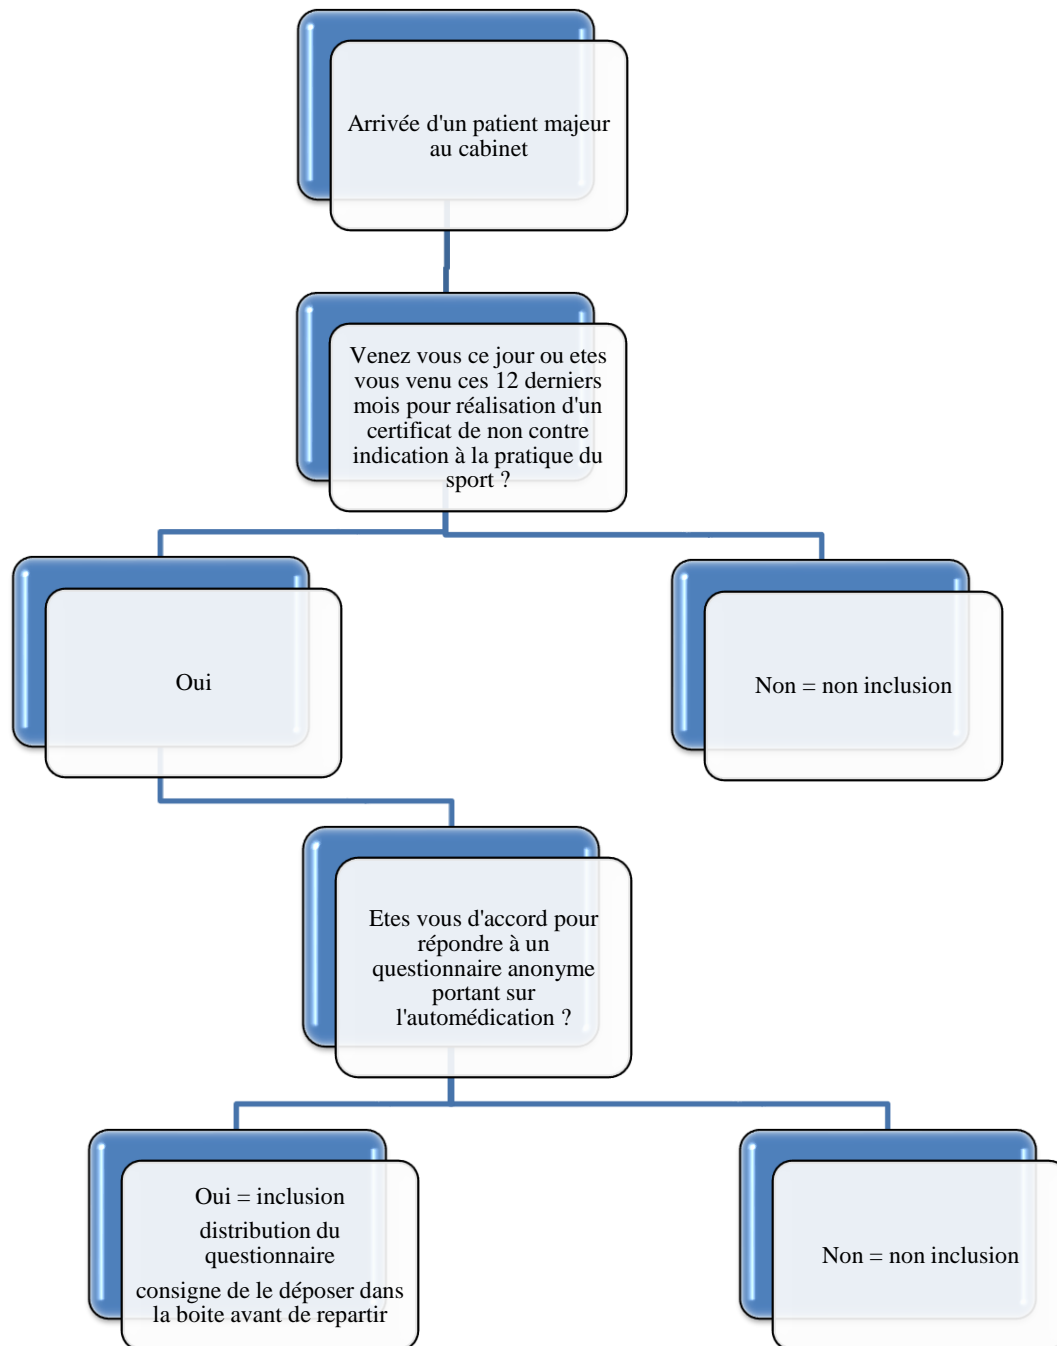 Arrivée d'un patient majeur
au cabinet
Venez vous ce jour ou etes
vous venu ces 12 derniers
mois pour réalisation d'un
certificat de non contre
indication à la pratique du
sport ?
Oui
Non = non inclusion
Etes vous d'accord pour
répondre à un
questionnaire anonyme
portant sur
l'automédication ?
Oui = inclusion
distribution du
questionnaire
consigne de le déposer dans
la boite avant de repartir
Non = non inclusion